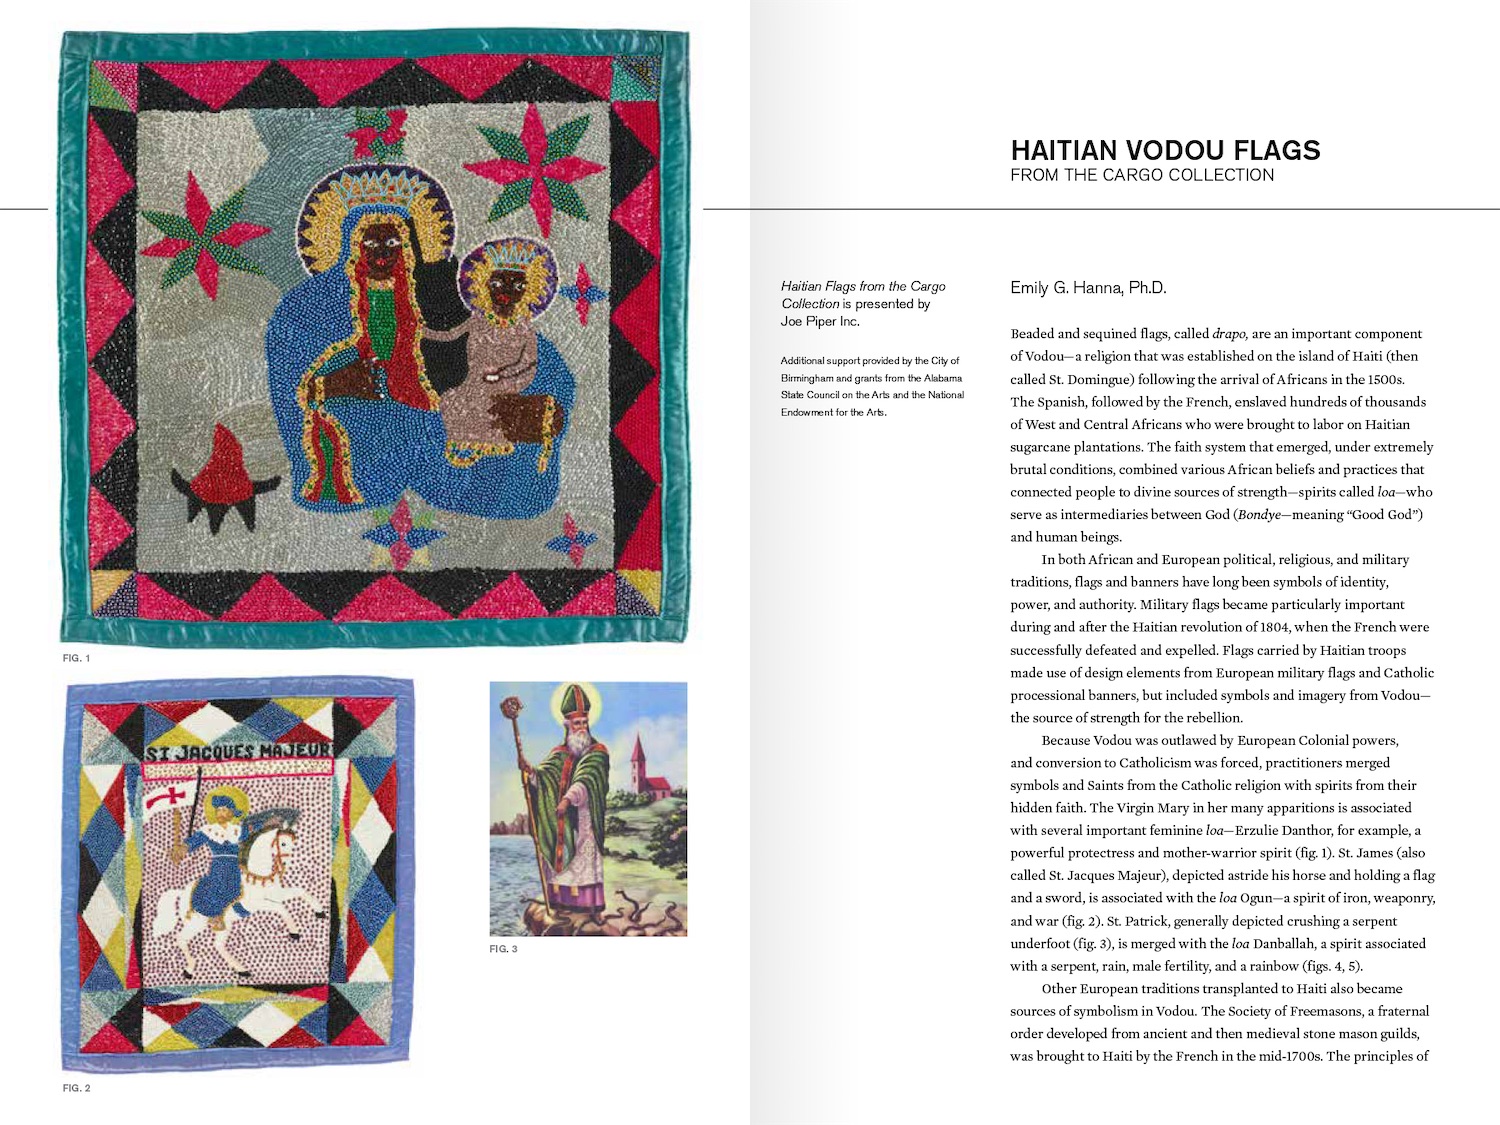 FIG. 1
ST JACQUES MAJEUR
FIG. 2
FIG. 3
HAITIAN VODOU FLAGS
FROM THE CARGO COLLECTION
Haitian Flags from the Cargo
Collection is presented by
Joe Piper Inc.
Additional support provided by the City of
Birmingham and grants from the Alabama
State Council on the Arts and the National
Endowment for the Arts.
Emily G. Hanna, Ph.D.
Beaded and sequined flags, called drapo, are an important component
of Vodou—a religion that was established on the island of Haiti (then
called St. Domingue) following the arrival of Africans in the 1500s.
The Spanish, followed by the French, enslaved hundreds of thousands
of West and Central Africans who were brought to labor on Haitian
sugarcane plantations. The faith system that emerged, under extremely
brutal conditions, combined various African beliefs and practices that
connected people to divine sources of strength—spirits called loa—who
serve as intermediaries between God (Bondye—meaning “Good God”)
and human beings.
In both African and European political, religious, and military
traditions, flags and banners have long been symbols of identity,
power, and authority. Military flags became particularly important
during and after the Haitian revolution of 1804, when the French were
successfully defeated and expelled. Flags carried by Haitian troops
made use of design elements from European military flags and Catholic
processional banners, but included symbols and imagery from Vodou—
the source of strength for the rebellion.
Because Vodou was outlawed by European Colonial powers,
and conversion to Catholicism was forced, practitioners merged
symbols and Saints from the Catholic religion with spirits from their
hidden faith. The Virgin Mary in her many apparitions is associated
with several important feminine loa—Erzulie Danthor, for example, a
powerful protectress and mother-warrior spirit (fig. 1). St. James (also
called St. Jacques Majeur), depicted astride his horse and holding a flag
and a sword, is associated with the loa Ogun—a spirit of iron, weaponry,
and war (fig. 2). St. Patrick, generally depicted crushing a serpent
underfoot (fig. 3), is merged with the loa Danballah, a spirit associated
with a serpent, rain, male fertility, and a rainbow (figs. 4, 5).
Other European traditions transplanted to Haiti also became
sources of symbolism in Vodou. The Society of Freemasons, a fraternal
order developed from ancient and then medieval stone mason guilds,
was brought to Haiti by the French in the mid-1700s. The principles of